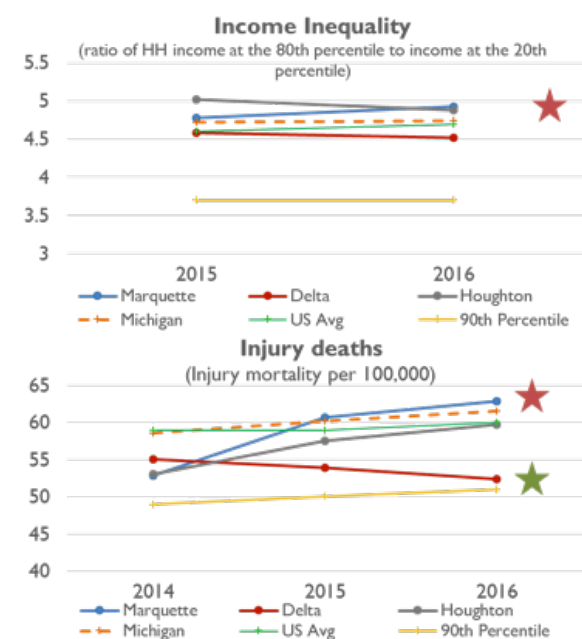 Income Inequality
(ratio of HH income at the 80th percentile to income at the 20th
percentile)
5.5
5
4.5
4
3.5
3
2015 2016
Marquette Delta Houghton
Michigan US Avg 90th Percentile
Injury deaths
(Injury mortality per 100,000)
65
60
55
50
45
40
2014 2015 2016
Marquette Delta Houghton
Michigan US Avg 90th Percentile